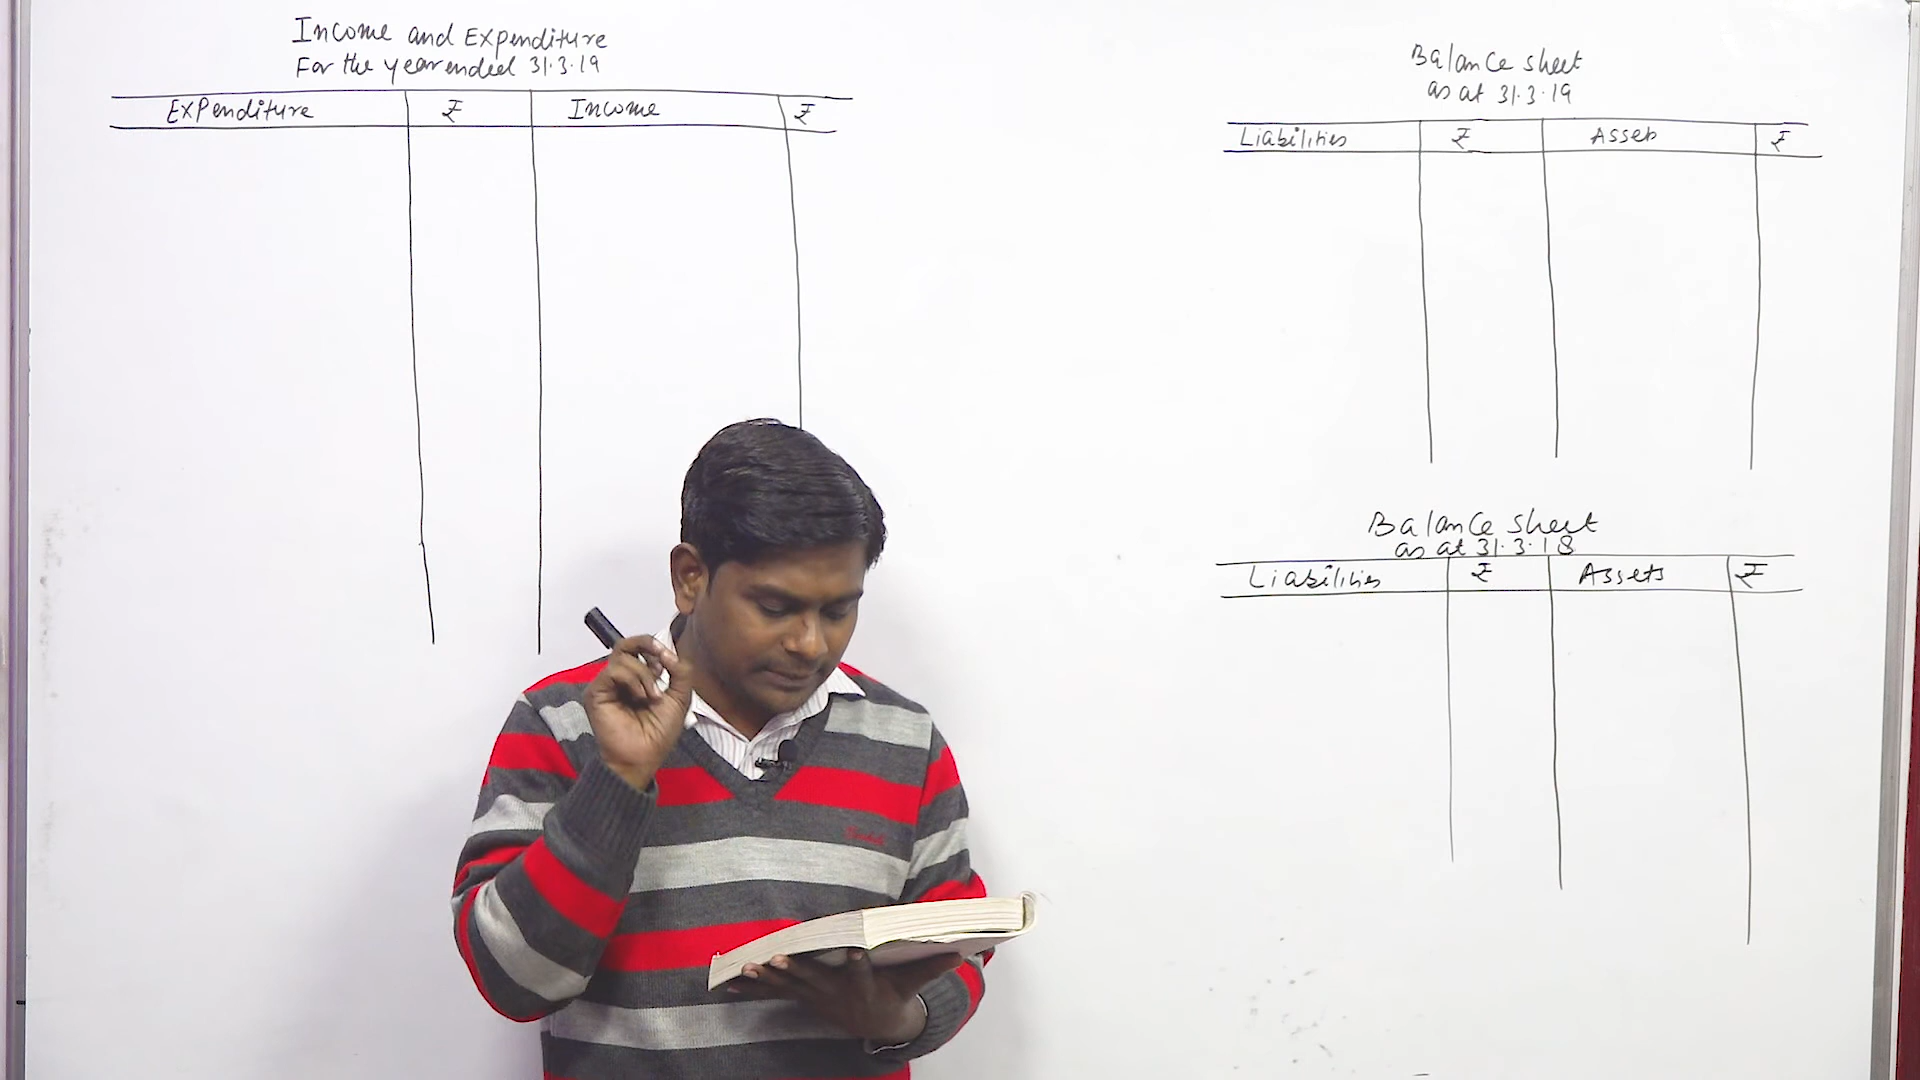 Income and Expenditure
For the year ended 31.3.19
Expenditure ₹ Income ₹
Balance sheet
as at 31.3.19
Liabilities ₹ Assets ₹
Balance sheet
as at 31.3.18
Liabilities ₹ Assets ₹